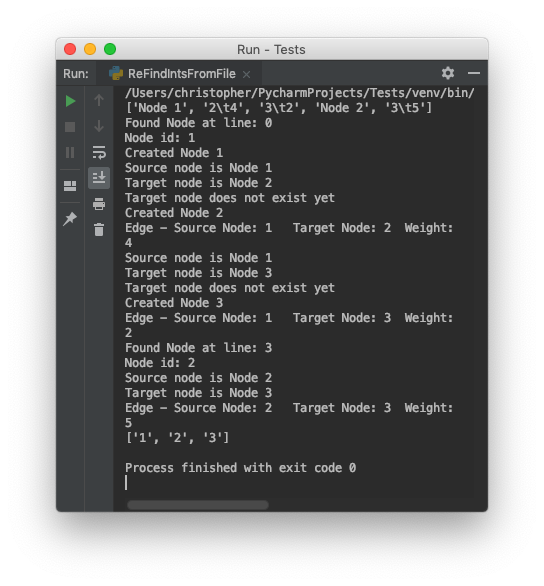 Run - Tests
Run: ReFindIntsFromFile ×
/Users/christopher/PycharmProjects/Tests/venv/bin/
['Node 1', '2\t4', '3\t2', 'Node 2', '3\t5']
Found Node at line: 0
Node id: 1
Created Node 1
Source node is Node 1
Target node is Node 2
Target node does not exist yet
Created Node 2
Edge – Source Node: 1   Target Node: 2  Weight:
4
Source node is Node 1
Target node is Node 3
Target node does not exist yet
Created Node 3
Edge – Source Node: 1   Target Node: 3  Weight:
2
Found Node at line: 3
Node id: 2
Source node is Node 2
Target node is Node 3
Edge – Source Node: 2   Target Node: 3  Weight:
5
['1', '2', '3']
Process finished with exit code 0